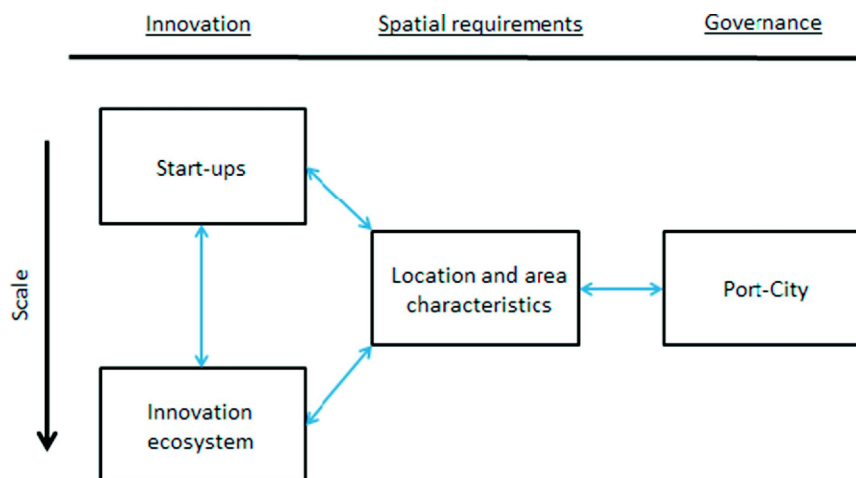 Innovation
Spatial requirements
Governance
Start-ups
Location and area
characteristics
Port-City
Scale
Innovation
ecosystem